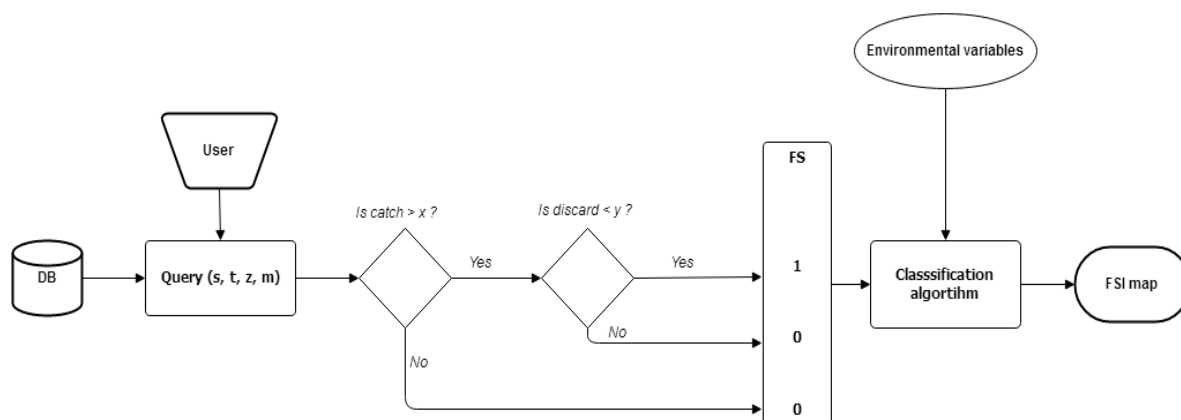 Environmental variables
User
FS
Is catch > x ?
Is discard < y ?
DB
Query (s, t, z, m)
Yes
Yes
1
Classsification
algortihm
FSI map
No
0
No
0